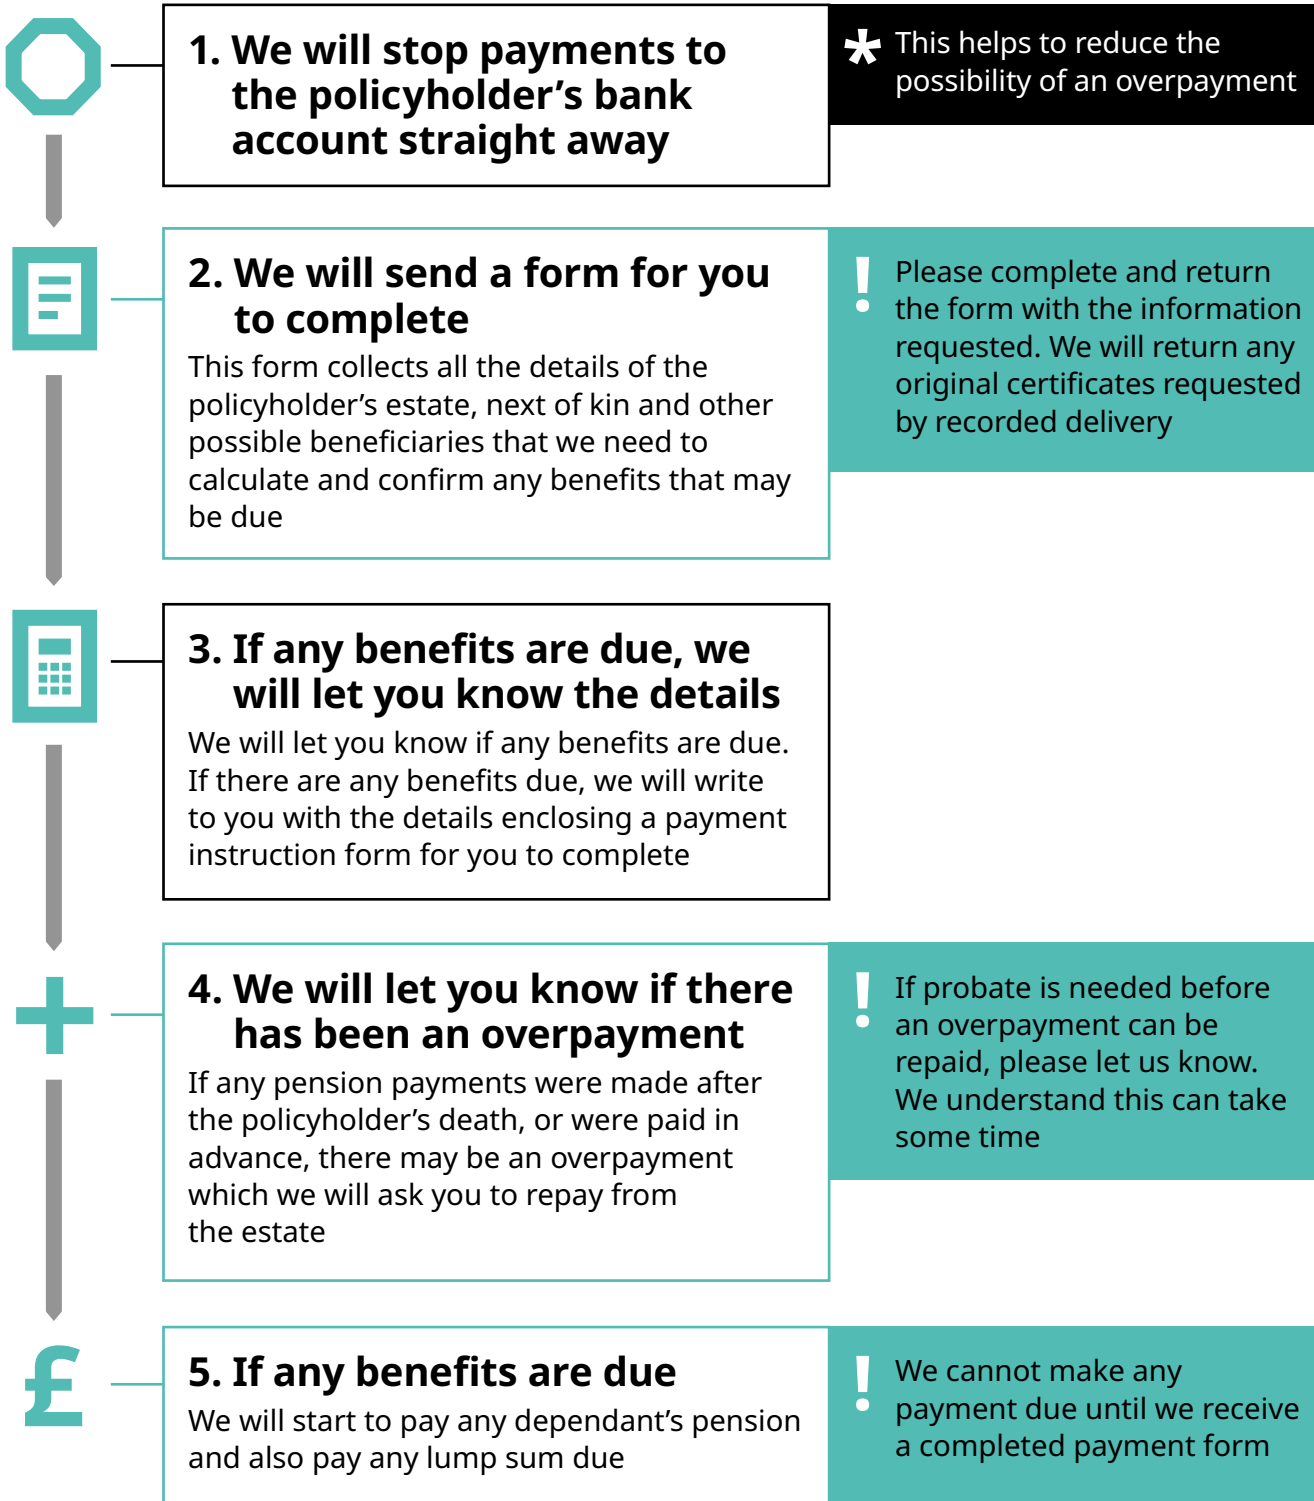 1. We will stop payments to
the policyholder’s bank
account straight away
* This helps to reduce the
possibility of an overpayment
2. We will send a form for you
to complete
This form collects all the details of the
policyholder’s estate, next of kin and other
possible beneficiaries that we need to
calculate and confirm any benefits that may
be due
! Please complete and return
the form with the information
requested. We will return any
original certificates requested
by recorded delivery
3. If any benefits are due, we
will let you know the details
We will let you know if any benefits are due.
If there are any benefits due, we will write
to you with the details enclosing a payment
instruction form for you to complete
4. We will let you know if there
has been an overpayment
If any pension payments were made after
the policyholder’s death, or were paid in
advance, there may be an overpayment
which we will ask you to repay from
the estate
! If probate is needed before
an overpayment can be
repaid, please let us know.
We understand this can take
some time
£
5. If any benefits are due
We will start to pay any dependant’s pension
and also pay any lump sum due
! We cannot make any
payment due until we receive
a completed payment form